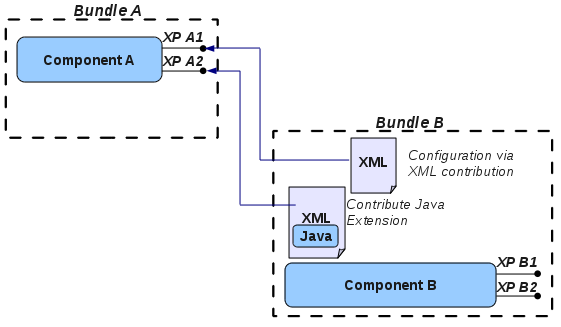 Bundle A
XP A1
Component A
XP A2
Bundle B
XML
Configuration via
XML contribution
Contribute Java
XML
Extension
Java
XP B1
Component B
XP B2